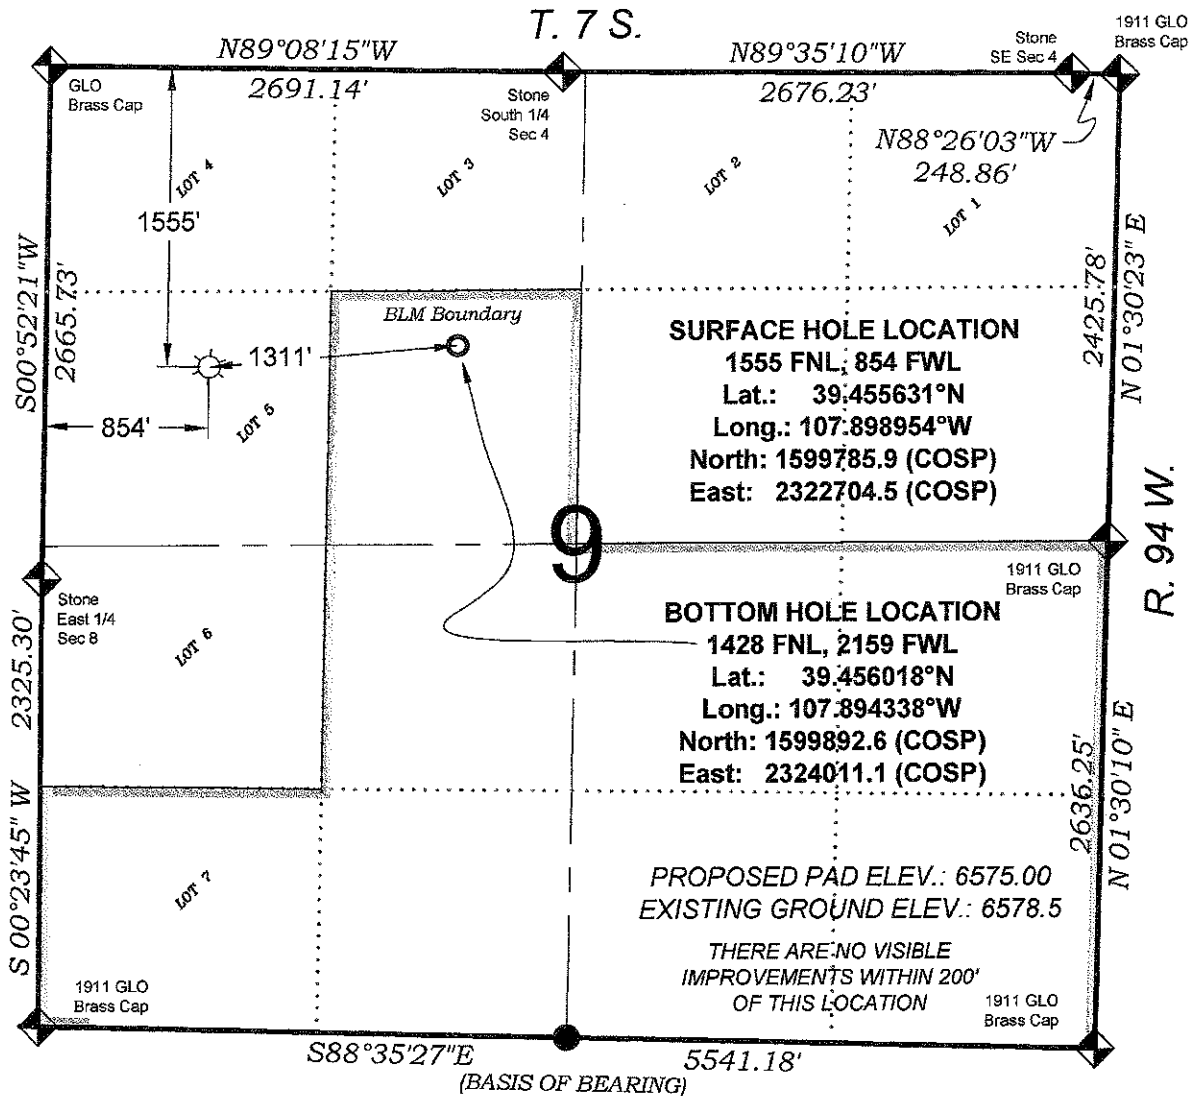 T. 7 S.
N89°08'15"W
2691.14'
N89°35'10"W
2676.23'
1911 GLO
Brass Cap
Stone
SE Sec 4
GLO
Brass Cap
Stone
South 1/4
Sec 4
N88°26'03"W
248.86'
LOT 4
LOT 3
LOT 2
LOT 1
1555'
S00°52'21"W
2665.73'
2425.78'
N 01°30'23" E
BLM Boundary
1311'
854'
LOT 5
SURFACE HOLE LOCATION
1555 FNL, 854 FWL
Lat.: 39.455631°N
Long.: 107.898954°W
North: 1599785.9 (COSP)
East: 2322704.5 (COSP)
R. 94 W.
9
1911 GLO
Brass Cap
Stone
East 1/4
Sec 8
LOT 6
BOTTOM HOLE LOCATION
1428 FNL, 2159 FWL
Lat.: 39.456018°N
Long.: 107.894338°W
North: 1599892.6 (COSP)
East: 2324011.1 (COSP)
S 00°23'45" W 2325.30'
2636.25'
N 01°30'10" E
LOT 7
PROPOSED PAD ELEV.: 6575.00
EXISTING GROUND ELEV.: 6578.5
THERE ARE NO VISIBLE
IMPROVEMENTS WITHIN 200'
OF THIS LOCATION
1911 GLO
Brass Cap
1911 GLO
Brass Cap
S88°35'27"E
5541.18'
(BASIS OF BEARING)